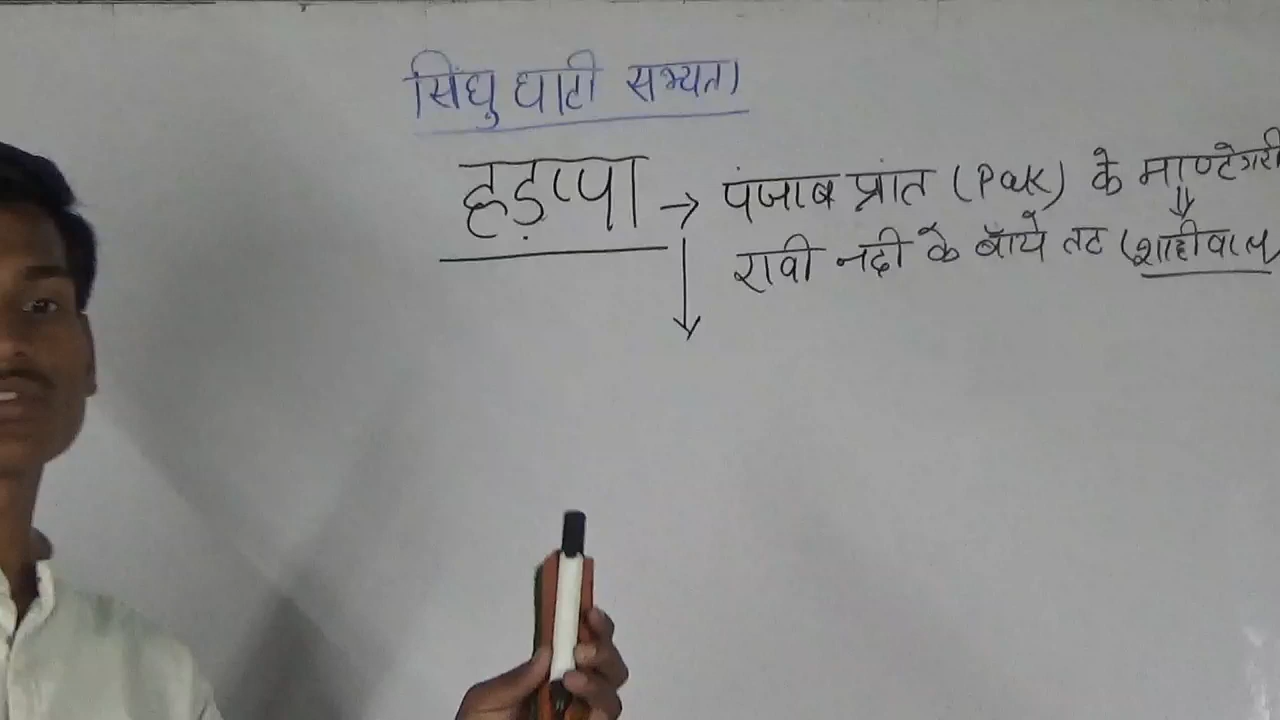 सिंधु घाटी सभ्यता
हड़प्पा → पंजाब प्रांत (Pak) के माण्टेगरी
रावी नदी के बाँये तट (शाहीवाल)